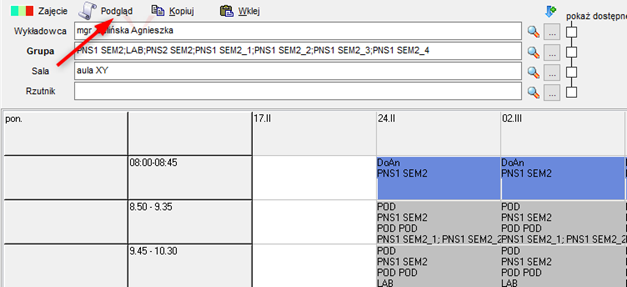 Zajęcie Podgląd Kopiuj Wklej
pokaż dostępne
Wykładowca mgr Agnieszka
Grupa PNS1 SEM2;LAB;PNS2 SEM2;PNS1 SEM2_1;PNS1 SEM2_2;PNS1 SEM2_3;PNS1 SEM2_4
Sala aula XY
Rzutnik
... 
...
...
...
pon. 17.II 24.II 02.III
08:00-08:45 DoAn DoAn
PNS1 SEM2 PNS1 SEM2
8.50 - 9.35 POD POD
PNS1 SEM2 PNS1 SEM2
POD POD POD POD
PNS1 SEM2_1; PNS1 SEM2_2 PNS1 SEM2_1; PNS1 SEM2_2
9.45 - 10.30 POD POD
PNS1 SEM2 PNS1 SEM2
POD POD POD POD
LAB LAB